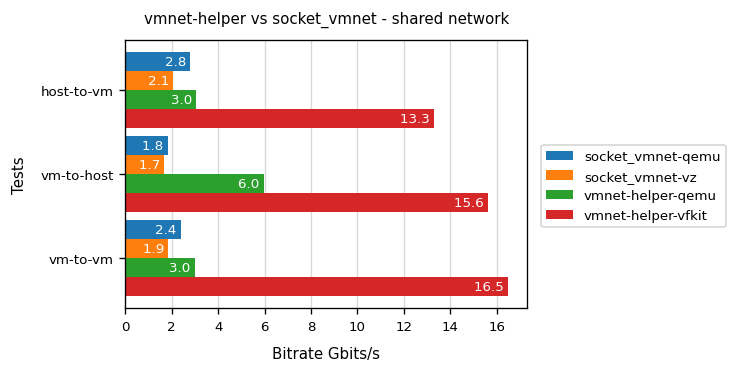 vmnet-helper vs socket_vmnet - shared network
Tests
host-to-vm
2.8
2.1
3.0
13.3
vm-to-host
1.8
1.7
6.0
15.6
vm-to-vm
2.4
1.9
3.0
16.5
0 2 4 6 8 10 12 14 16
Bitrate Gbits/s
socket_vmnet-qemu
socket_vmnet-vz
vmnet-helper-qemu
vmnet-helper-vfkit